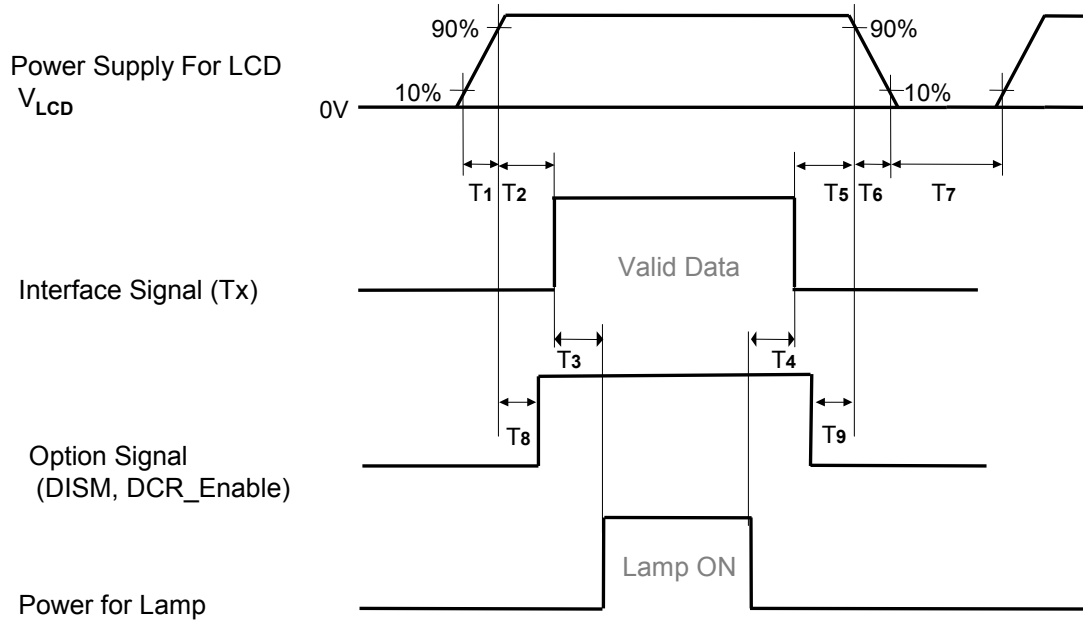 90%
90%
Power Supply For LCD
VLCD
10%
10%
0V
T1
T2
T5
T6
T7
Valid Data
Interface Signal (Tx)
T3
T4
T8
T9
Option Signal
(DISM, DCR_Enable)
Lamp ON
Power for Lamp